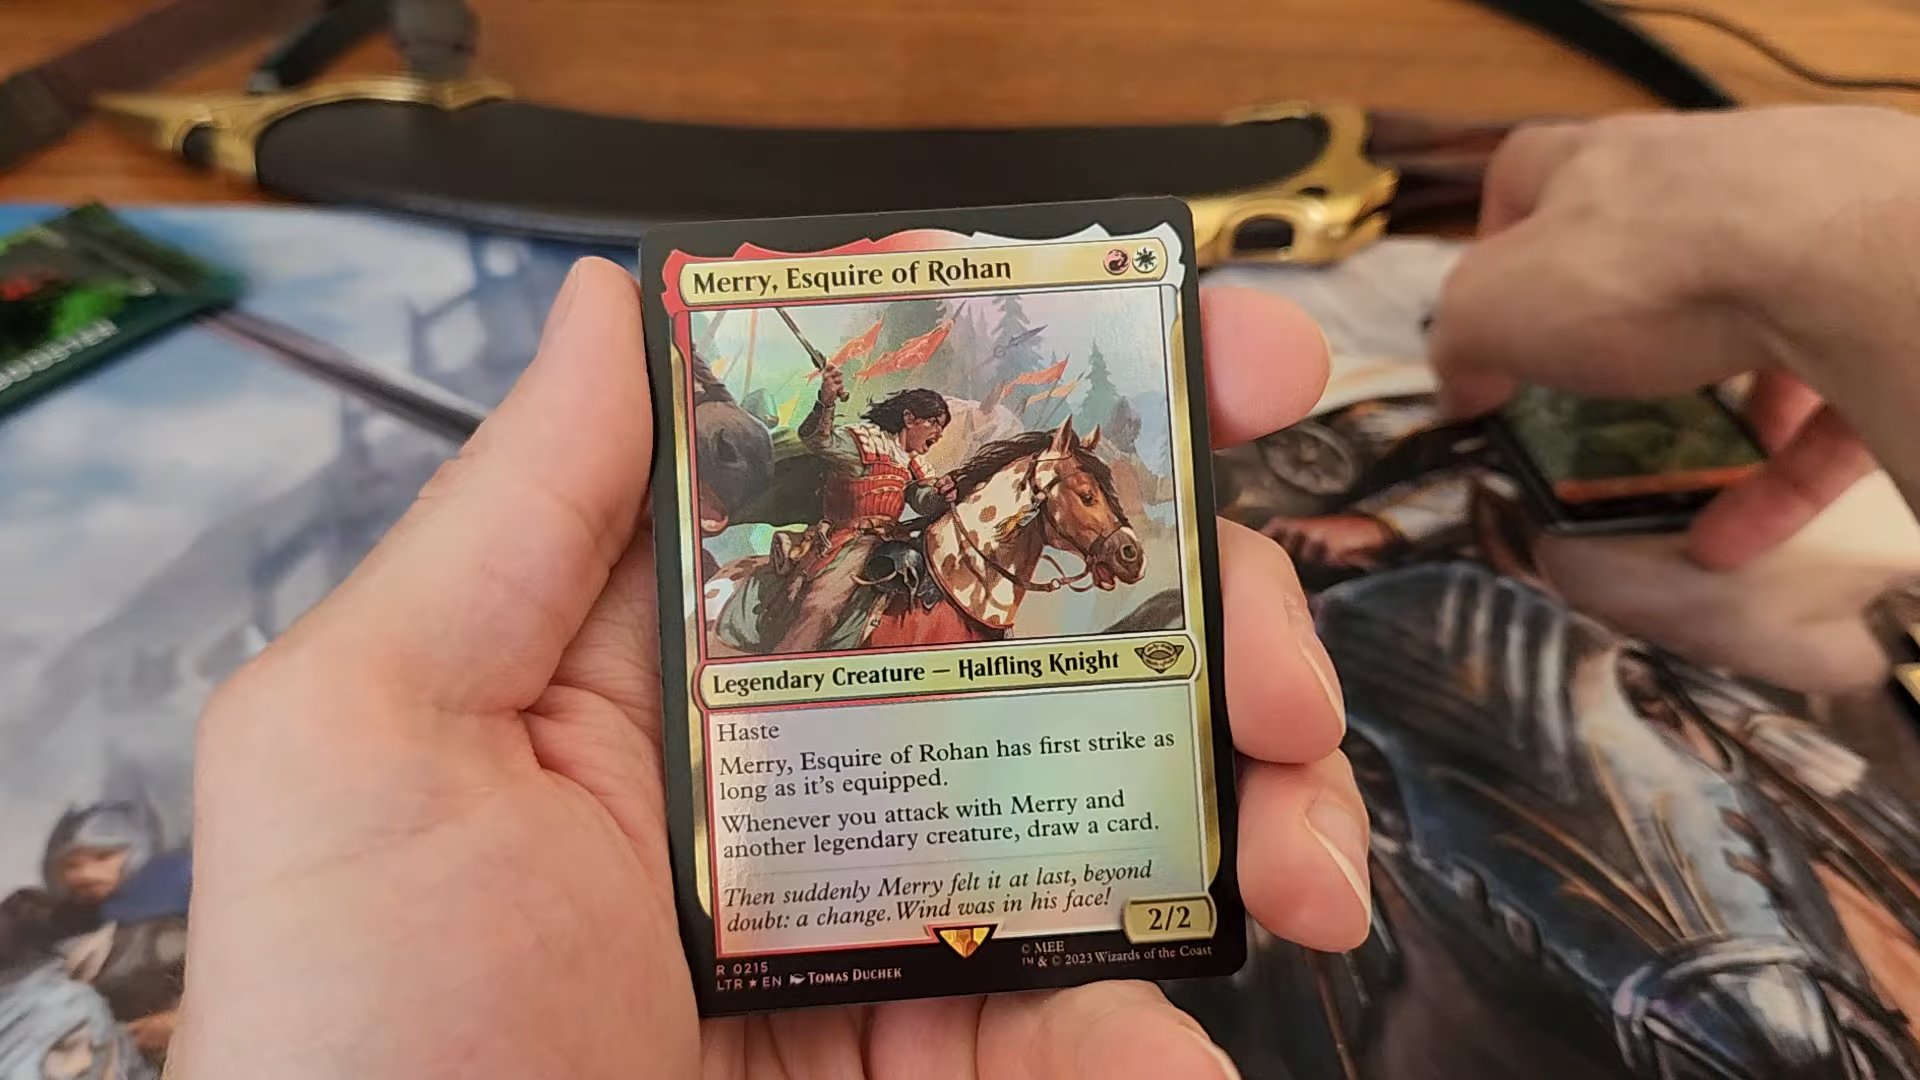 Merry, Esquire of Rohan
Legendary Creature — Halfling Knight
Haste
Merry, Esquire of Rohan has first strike as
long as it's equipped.
Whenever you attack with Merry and
another legendary creature, draw a card.
Then suddenly Merry felt it at last, beyond
doubt: a change. Wind was in his face!
2/2
R 0215
LTR ★ EN Tomas Duchek
© MEE
™ & © 2023 Wizards of the Coast
BOOSTER